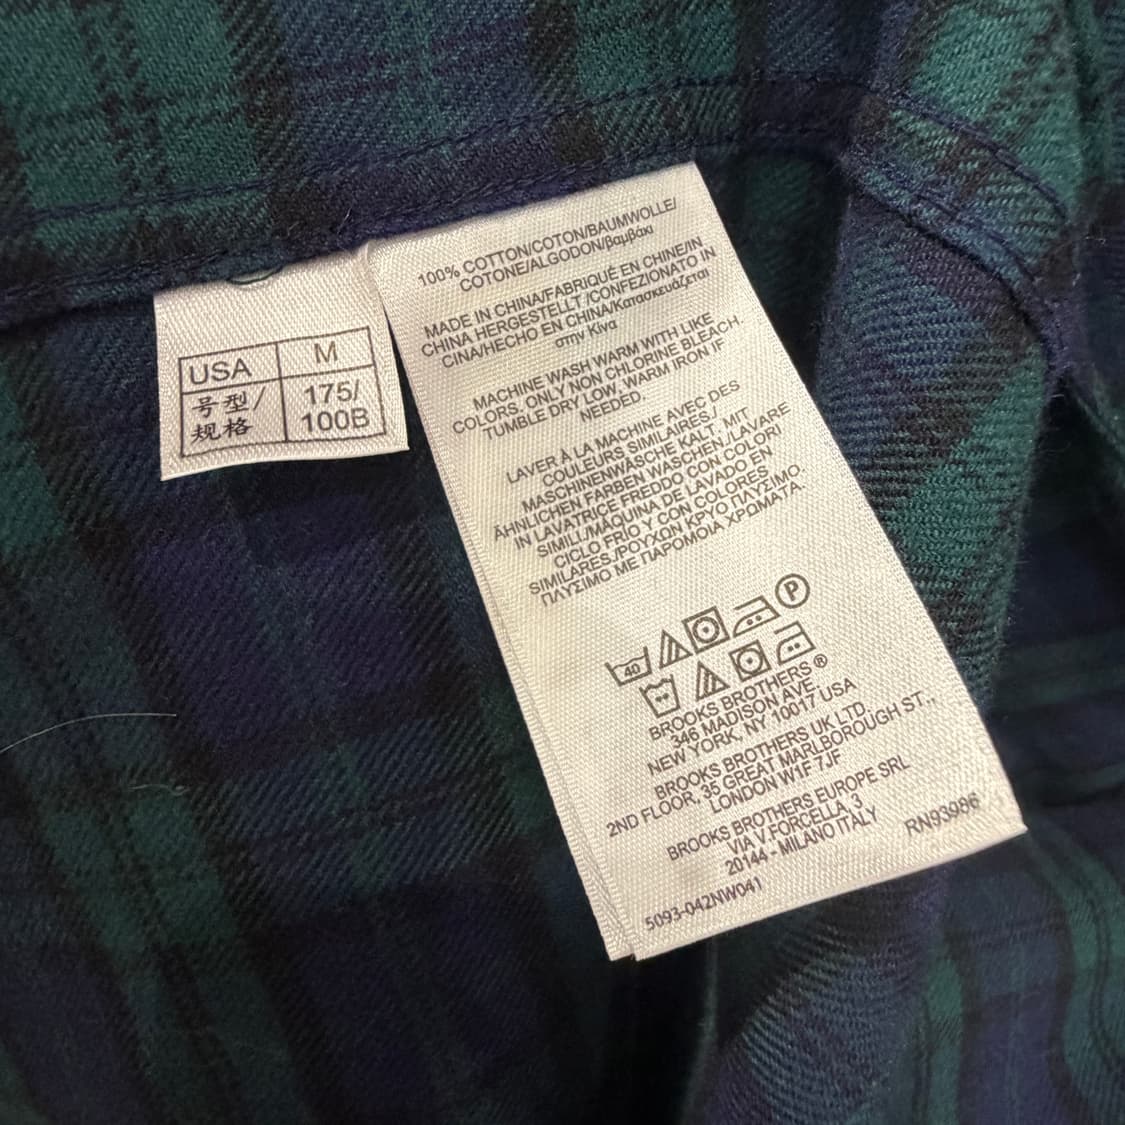 USA M
号型/
规格
175/
100B
100% COTTON/COTON/BAUMWOLLE/
COTONE/ALGODON/βαμβάκι
MADE IN CHINA/FABRIQUÉ EN CHINE/IN
CHINA HERGESTELLT /CONFEZIONATO IN
CINA/HECHO EN CHINA/Κατασκευάζεται
στην Κίνα
MACHINE WASH WARM WITH LIKE
COLORS, ONLY NON CHLORINE BLEACH.
TUMBLE DRY LOW, WARM IRON IF
NEEDED.
LAVER À LA MACHINE AVEC DES
COULEURS SIMILAIRES./
MASCHINENWÄSCHE KALT, MIT
ÄHNLICHEN FARBEN WASCHEN/LAVARE
IN LAVATRICE FREDDO CON COLORI
SIMILI./MÁQUINA DE LAVADO EN
CICLO FRIO Y CON COLORES
SIMILARES./ΡΟΥΧΩΝ ΚΡΥΟ ΠΛΥΣΙΜΟ.
ΠΛΥΣΙΜΟ ΜΕ ΠΑΡΟΜΟΙΑ ΧΡΩΜΑΤΑ.
40 P
BROOKS BROTHERS®
346 MADISON AVE.
NEW YORK, NY 10017 USA
BROOKS BROTHERS UK LTD.
2ND FLOOR, 35 GREAT MARLBOROUGH ST.,
LONDON W1F 7JF
BROOKS BROTHERS EUROPE SRL
VIA V.FORCELLA, 3
20144 - MILANO ITALY
RN93986
5093-042NW041